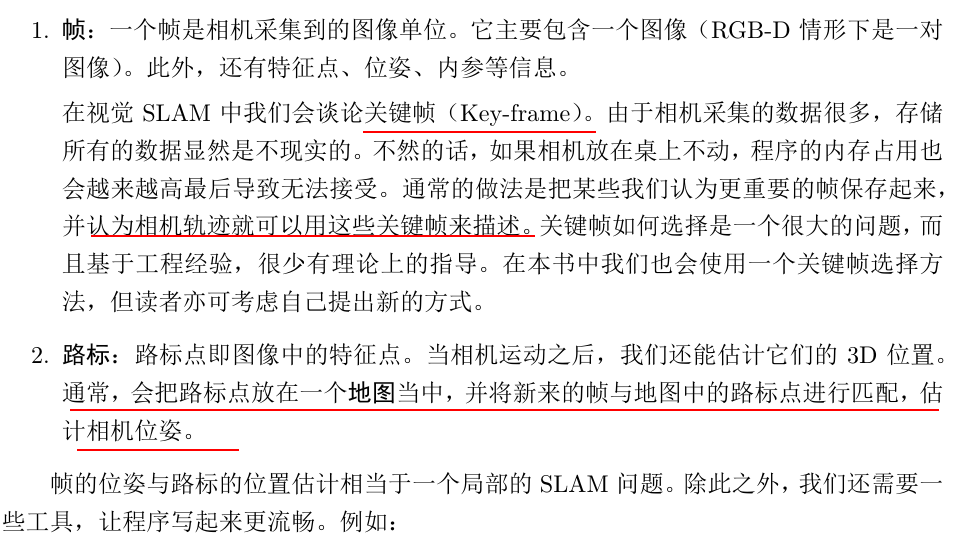 1. 帧：一个帧是相机采集到的图像单位。它主要包含一个图像（RGB-D 情形下是一对
图像）。此外，还有特征点、位姿、内参等信息。
在视觉 SLAM 中我们会谈论关键帧（Key-frame）。由于相机采集的数据很多，存储
所有的数据显然是不现实的。不然的话，如果相机放在桌上不动，程序的内存占用也
会越来越高最后导致无法接受。通常的做法是把某些我们认为更重要的帧保存起来，
并认为相机轨迹就可以用这些关键帧来描述。关键帧如何选择是一个很大的问题，而
且基于工程经验，很少有理论上的指导。在本书中我们也会使用一个关键帧选择方
法，但读者亦可考虑自己提出新的方式。
2. 路标：路标点即图像中的特征点。当相机运动之后，我们还能估计它们的 3D 位置。
通常，会把路标点放在一个地图当中，并将新来的帧与地图中的路标点进行匹配，估
计相机位姿。
帧的位姿与路标的位置估计相当于一个局部的 SLAM 问题。除此之外，我们还需要一
些工具，让程序写起来更流畅。例如：